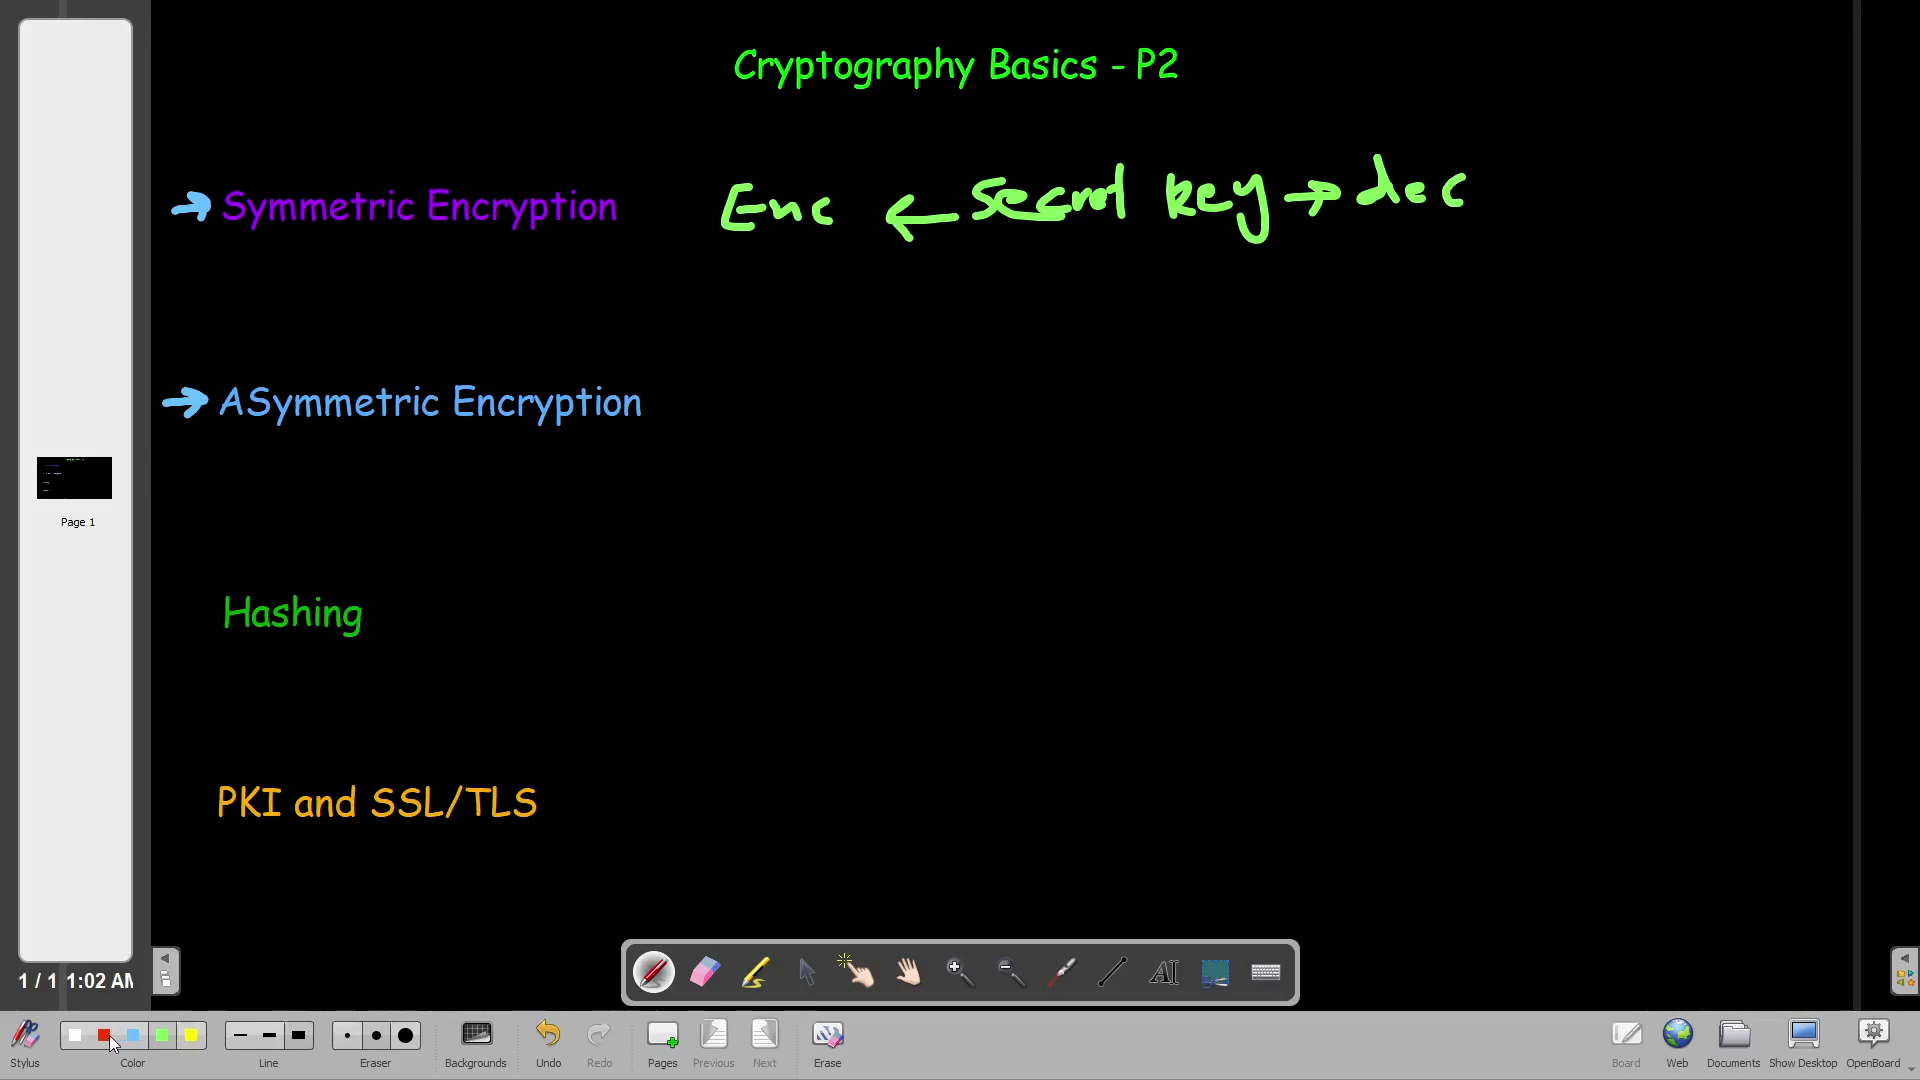 Cryptography Basics - P2
Symmetric Encryption
Enc ← secret key → dec
ASymmetric Encryption
Hashing
PKI and SSL/TLS
Page 1
1 / 1 1:02 AM
Stylus
Color
Line
Eraser
Backgrounds
Undo
Redo
Pages
Previous
Next
Erase
Board
Web
Documents
Show Desktop
OpenBoard
AI